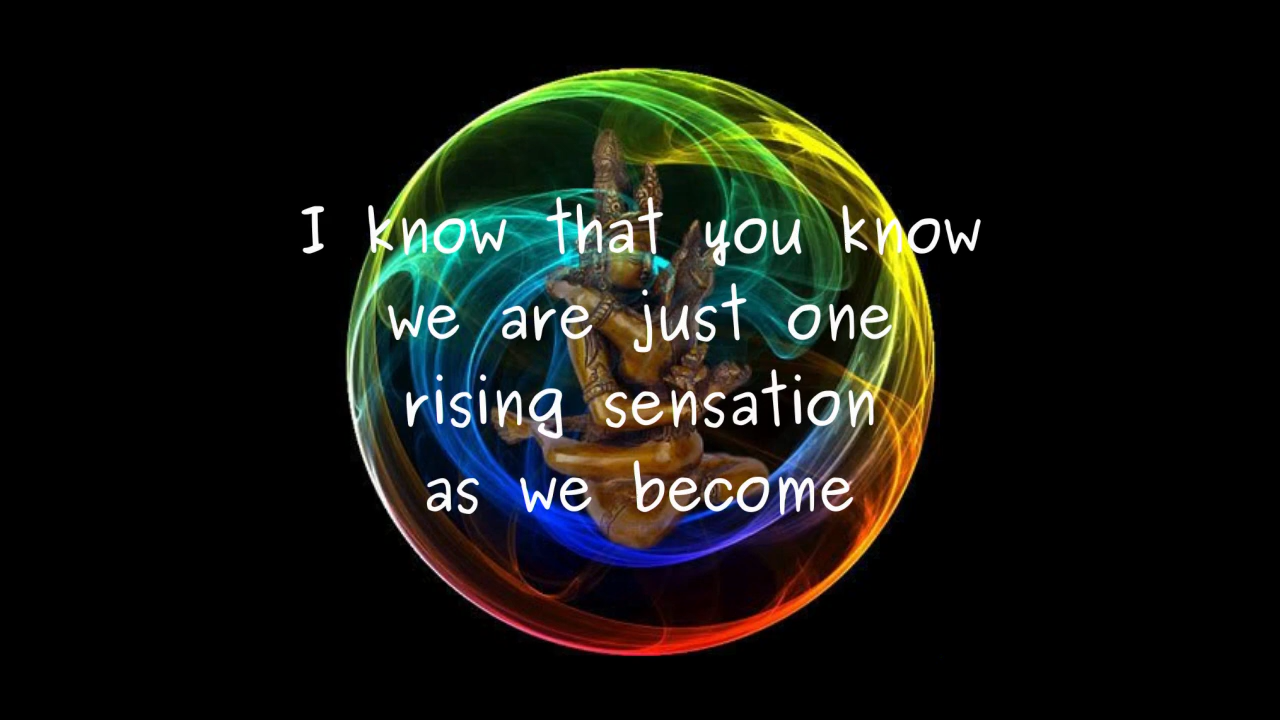 I know that you know
we are just one
rising sensation
as we become